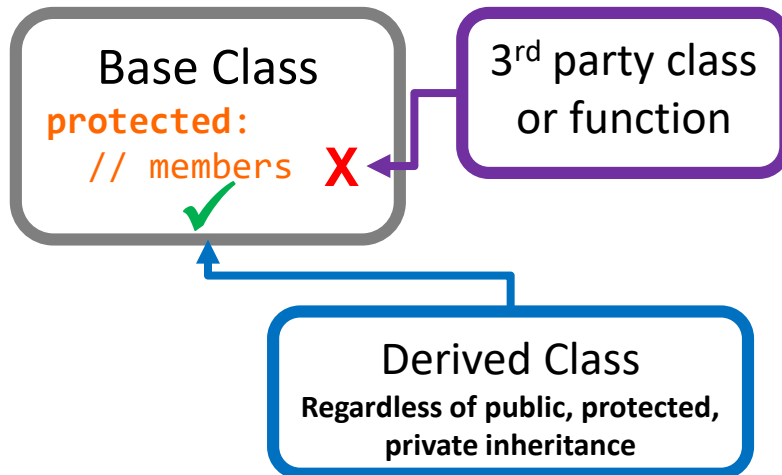 Base Class
protected:
// members
X
3rd party class
or function
Derived Class
Regardless of public, protected,
private inheritance